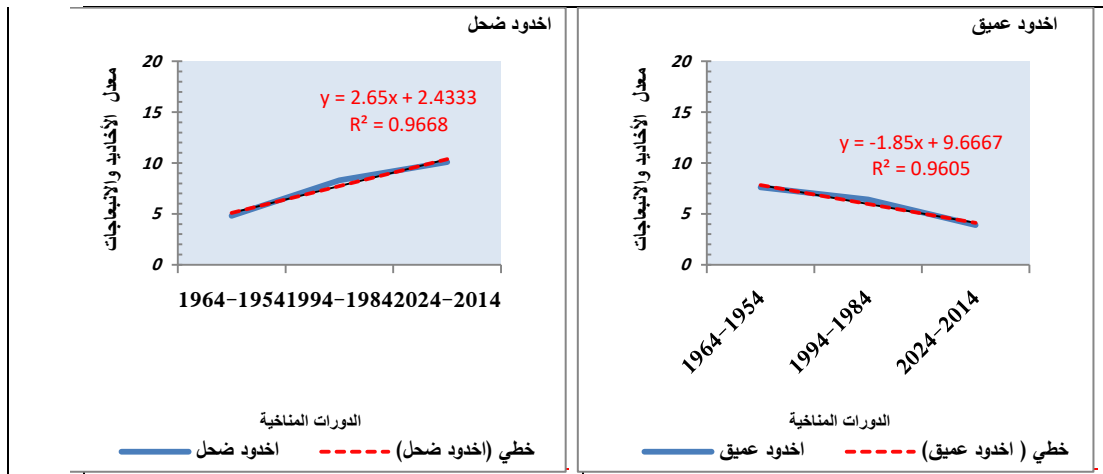 اخدود عميق
معدل الأخاديد والانبعاجات
20
15
10
5
0
y = -1.85x + 9.6667
R² = 0.9605
1964-1954
1994-1984
2024-2014
الدورات المناخية
اخدود عميق
خطي ( اخدود عميق)
اخدود ضحل
معدل الأخاديد والانبعاجات
20
15
10
5
0
y = 2.65x + 2.4333
R² = 0.9668
1964-1954 1994-1984 2024-2014
الدورات المناخية
اخدود ضحل
خطي (اخدود ضحل)